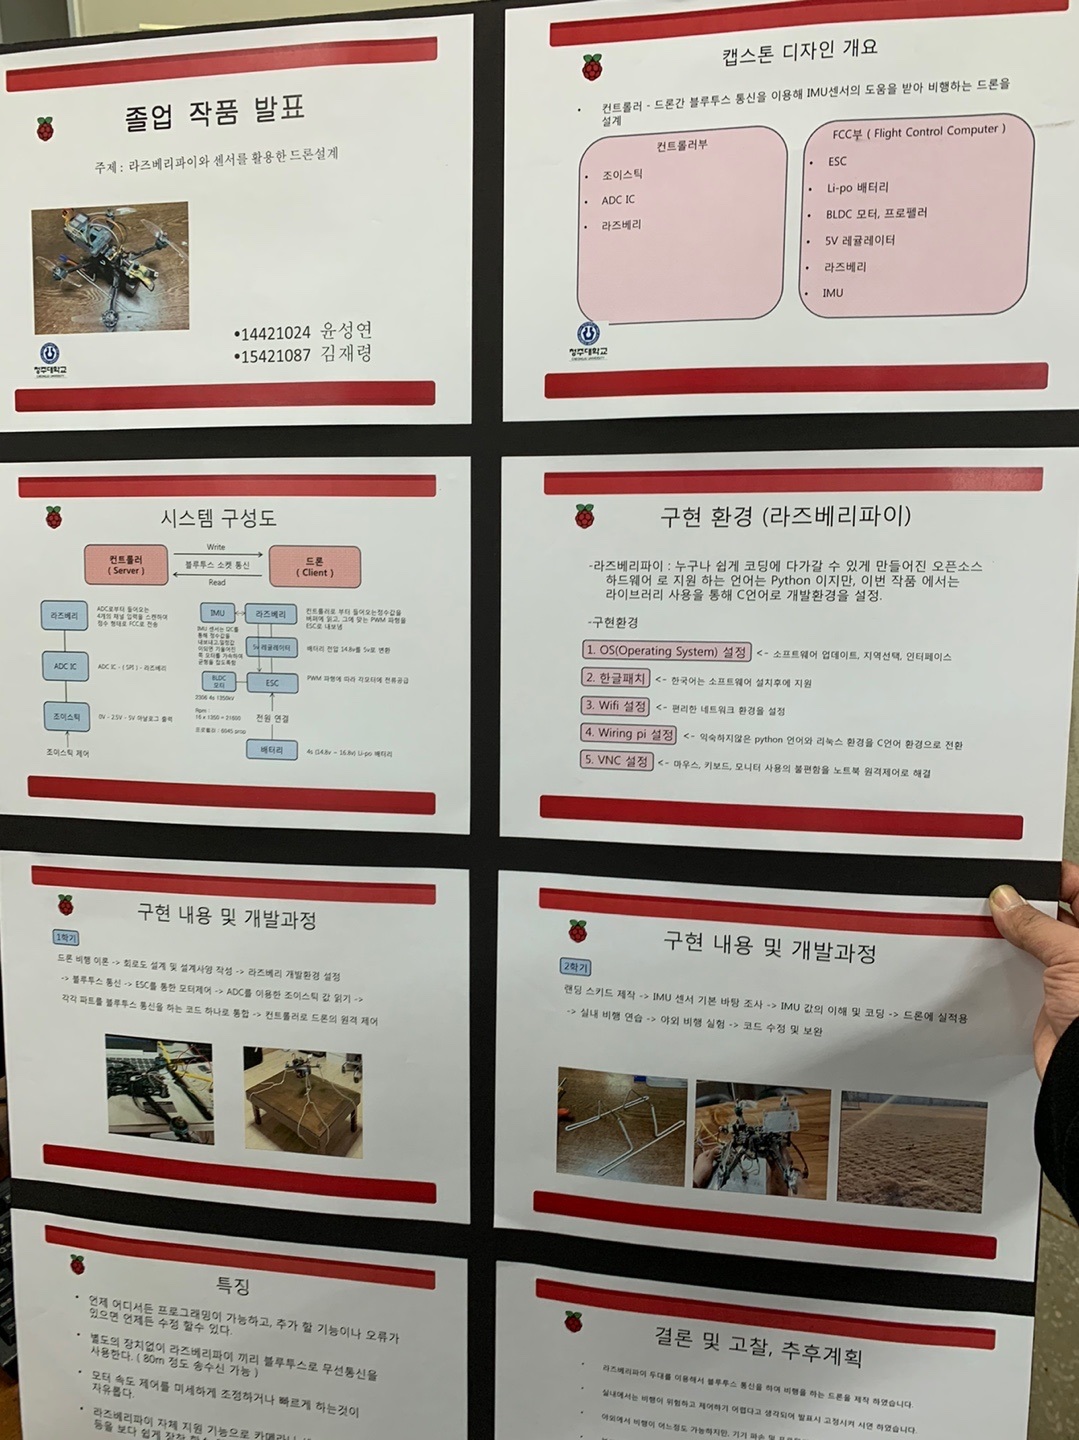 졸업 작품 발표
주제 : 라즈베리파이와 센서를 활용한 드론설계
•14421024 윤성연
•15421087 김재령
청주대학교
캡스톤 디자인 개요
• 컨트롤러 - 드론간 블루투스 통신을 이용해 IMU센서의 도움을 받아 비행하는 드론을
설계
컨트롤러부
• 조이스틱
• ADC IC
• 라즈베리
FCC부 ( Flight Control Computer )
• ESC
• Li-po 배터리
• BLDC 모터, 프로펠러
• 5V 레귤레이터
• 라즈베리
• IMU
청주대학교
시스템 구성도
컨트롤러
( Server )
Write
블루투스 소켓 통신
Read
드론
( Client )
라즈베리
ADC로부터 들어오는
4개의 채널 입력을 스캔하여
정수 형태로 FCC로 전송
ADC IC
ADC IC - ( SPI ) - 라즈베리
조이스틱
0V - 2.5V - 5V 아날로그 출력
조이스틱 제어
IMU
라즈베리
컨트롤러로 부터 들어오는정수값을
버퍼에 읽고, 그에 맞는 PWM 파형을
ESC로 내보냄
IMU 센서는 I2C를
통해 정수값을
5v 레귤레이터
배터리 전압 14.8v를 5v로 변환
BLDC
모터
ESC
PWM 파형에 따라 각모터에 전류공급
2306 4s 1350kV
Rpm :
16 x 1350 = 21600
전원 연결
배터리
4s (14.8v ~ 16.8v) Li-po 배터리
구현 환경 (라즈베리파이)
-라즈베리파이 : 누구나 쉽게 코딩에 다가갈 수 있게 만들어진 오픈소스
하드웨어 로 지원 하는 언어는 Python 이지만, 이번 작품 에서는
라이브러리 사용을 통해 C언어로 개발환경을 설정.
-구현환경
1. OS(Operating System) 설정 <- 소프트웨어 업데이트, 지역선택, 인터페이스
2. 한글패치 <- 한국어는 소프트웨어 설치후에 지원
3. Wifi 설정 <- 편리한 네트워크 환경을 설정
4. Wiring pi 설정 <- 익숙하지않은 python 언어와 리눅스 환경을 C언어 환경으로 전환
5. VNC 설정 <- 마우스, 키보드, 모니터 사용의 불편함을 노트북 원격제어로 해결
구현 내용 및 개발과정
1학기
드론 비행 이론 -> 회로도 설계 및 설계사양 작성 -> 라즈베리 개발환경 설정
-> 블루투스 통신 -> ESC를 통한 모터제어 -> ADC를 이용한 조이스틱 값 읽기 ->
각각 파트를 블루투스 통신을 하는 코드 하나로 통합 -> 컨트롤러로 드론의 원격 제어
구현 내용 및 개발과정
2학기
랜딩 스키드 제작 -> IMU 센서 기본 바탕 조사 -> IMU 값의 이해 및 코딩 -> 드론에 실적용
-> 실내 비행 연습 -> 야외 비행 실험 -> 코드 수정 및 보완
특징
• 언제 어디서든 프로그래밍이 가능하고, 추가 할 기능이나 오류가
있으면 언제든 수정 할수 있다.
• 별도의 장치없이 라즈베리파이 끼리 블루투스로 무선통신을
사용한다. ( 80m 정도 송수신 가능 )
• 모터 속도 제어를 미세하게 조정하거나 빠르게 하는것이
자유롭다.
• 라즈베리파이 자체 지원 기능으로 카메라나
등을 보다 쉽게 장착
결론 및 고찰, 추후계획
• 라즈베리파이 두대를 이용해서 블루투스 통신을 하여 비행을 하는 드론을 제작 하였습니다.
• 실내에서는 비행이 위험하고 제어하기 어렵다고 생각되어 발표시 고정시켜 시연 하였습니다.
• 야외에서 비행이 어느정도 가능하지만, 기기 파손 및